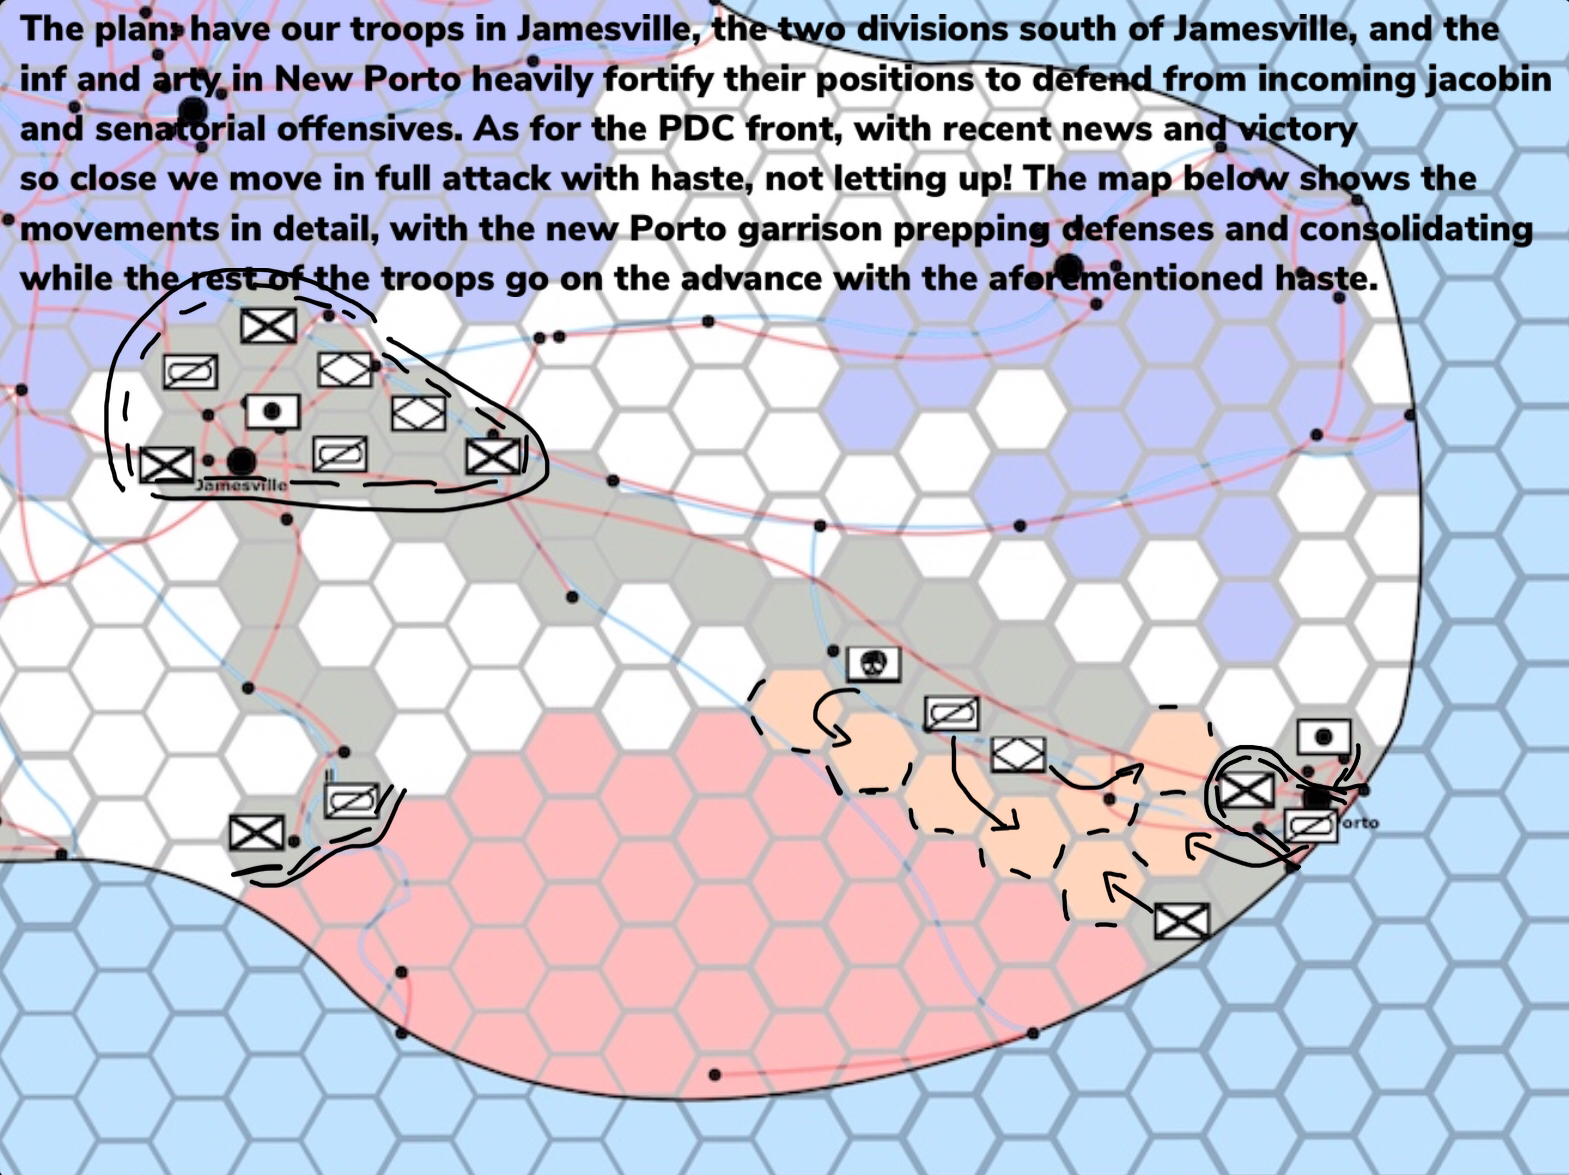 The plan: have our troops in Jamesville, the two divisions south of Jamesville, and the
inf and arty in New Porto heavily fortify their positions to defend from incoming jacobin
and senatorial offensives. As for the PDC front, with recent news and victory
so close we move in full attack with haste, not letting up! The map below shows the
movements in detail, with the new Porto garrison prepping defenses and consolidating
while the rest of the troops go on the advance with the aforementioned haste.
Jamesville
orto